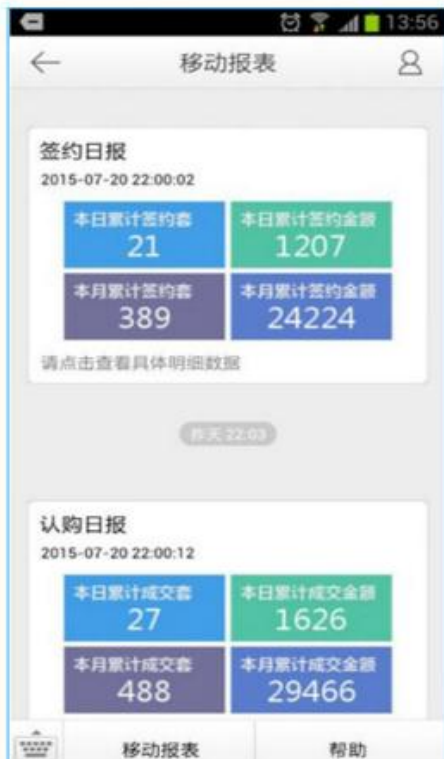 13:56
移动报表
签约日报
2015-07-20 22:00:02
本日累计签约套
21
本日累计签约金额
1207
本月累计签约套
389
本月累计签约金额
24224
请点击查看具体明细数据
昨天 22:03
认购日报
2015-07-20 22:00:12
本日累计成交套
27
本日累计成交金额
1626
本月累计成交套
488
本月累计成交金额
29466
移动报表
帮助